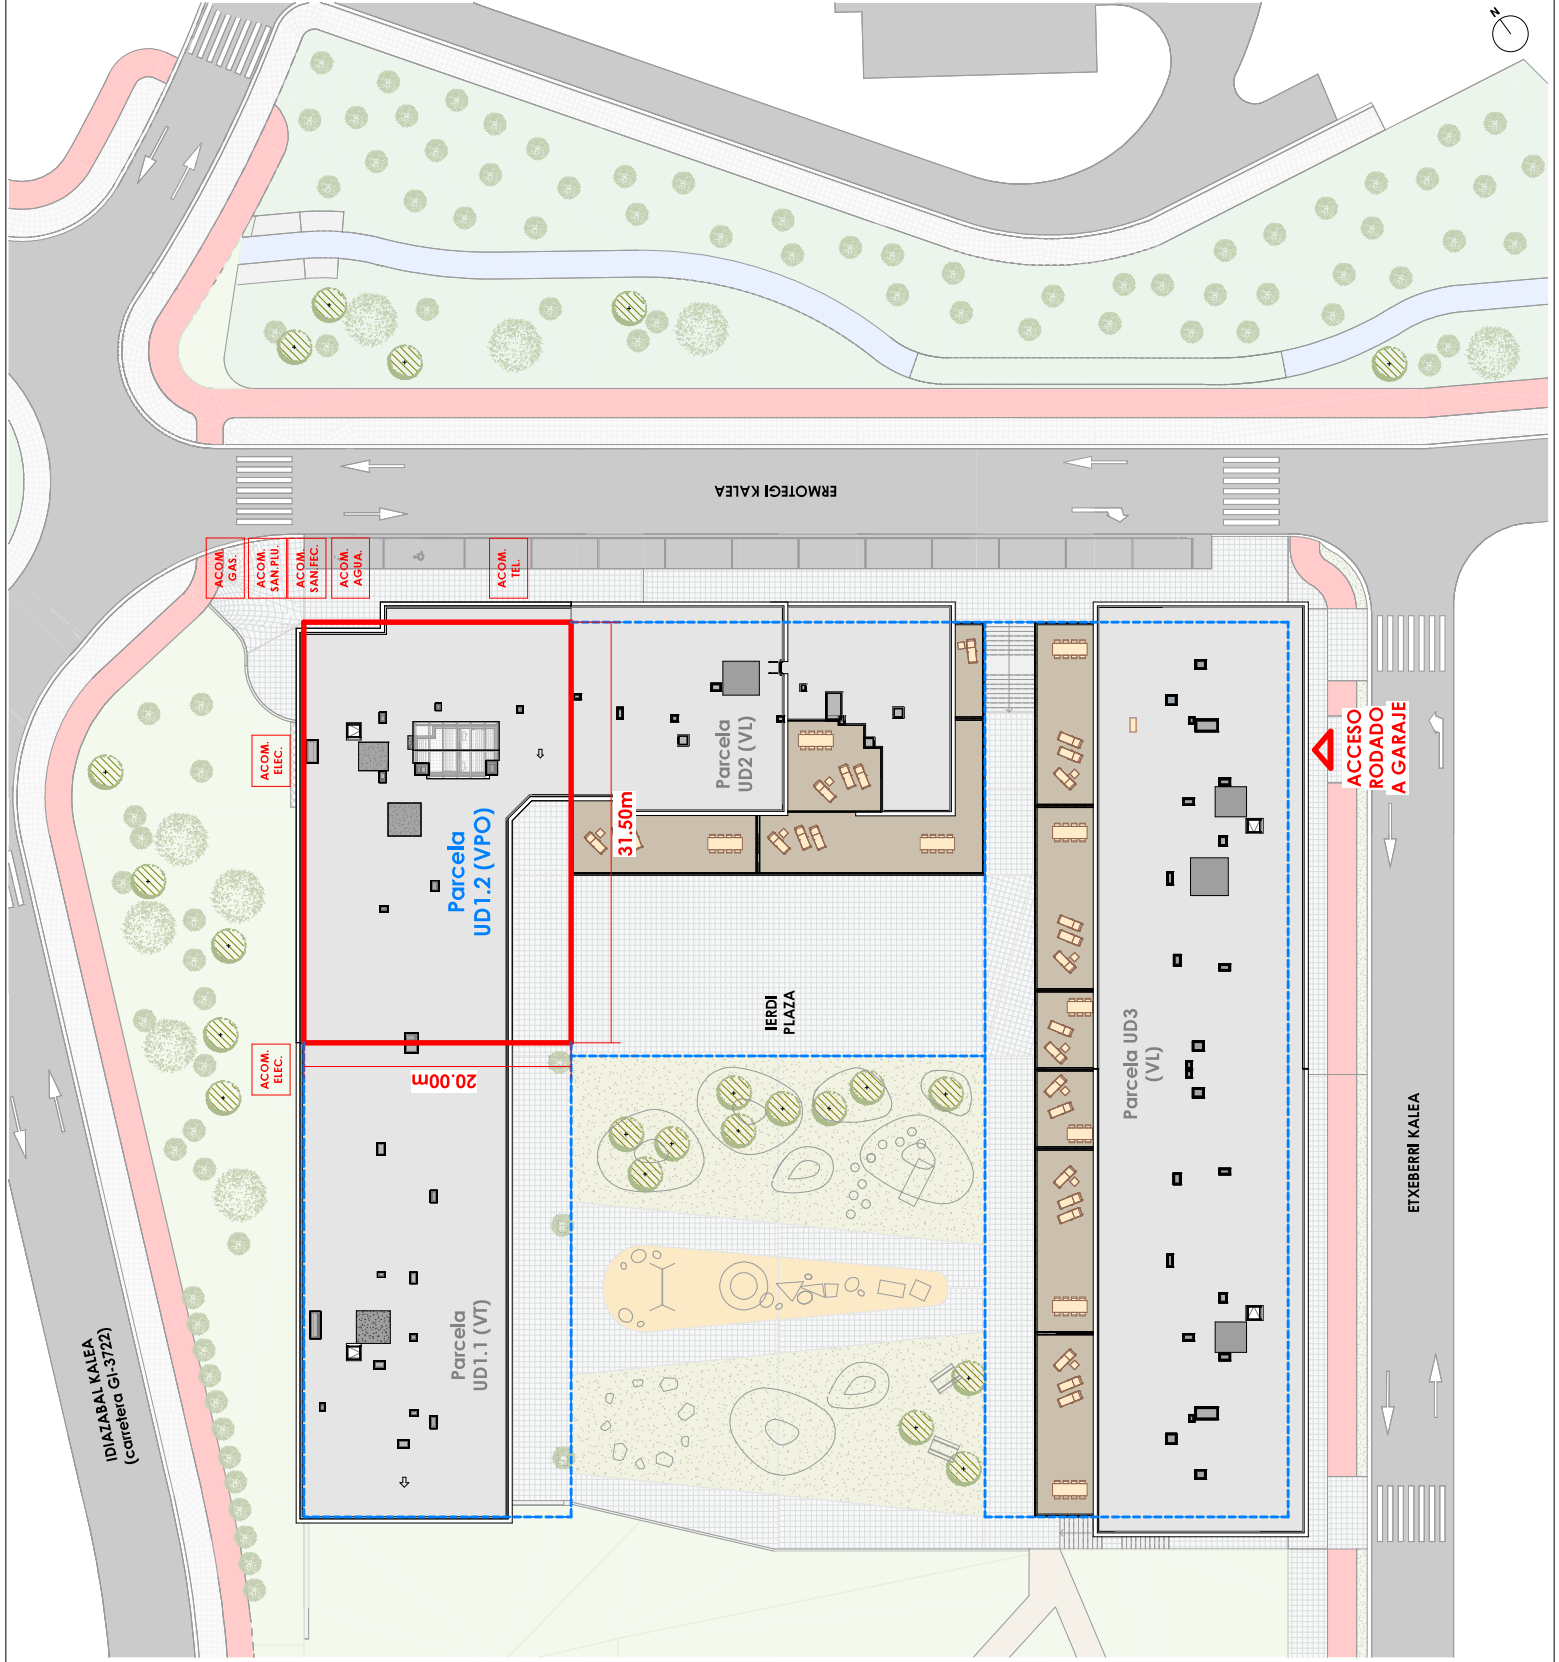 N
ERMOTEGI KALEA
ACOM.
GAS.
ACOM.
SAN.PLU.
ACOM.
SAN.FEC.
ACOM.
AGUA.
ACOM.
TEL.
ACOM.
ELEC.
Parcela
UD1.2 (VPO)
31.50m
Parcela
UD2 (VL)
ACCESO
RODADO
A GARAJE
IERDI
PLAZA
ACOM.
ELEC.
20.00m
Parcela UD3
(VL)
ETXEBERRI KALEA
Parcela
UD1.1 (VT)
IDIAZABAL KALEA
(carretera GI-3722)